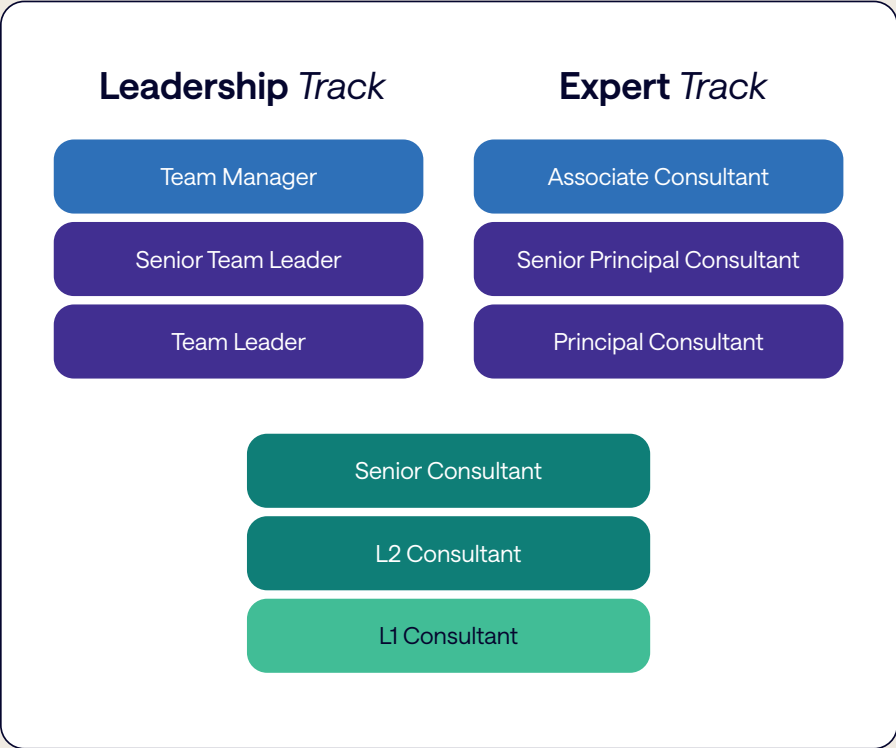 Leadership Track
Team Manager
Senior Team Leader
Team Leader
Expert Track
Associate Consultant
Senior Principal Consultant
Principal Consultant
Senior Consultant
L2 Consultant
L1 Consultant